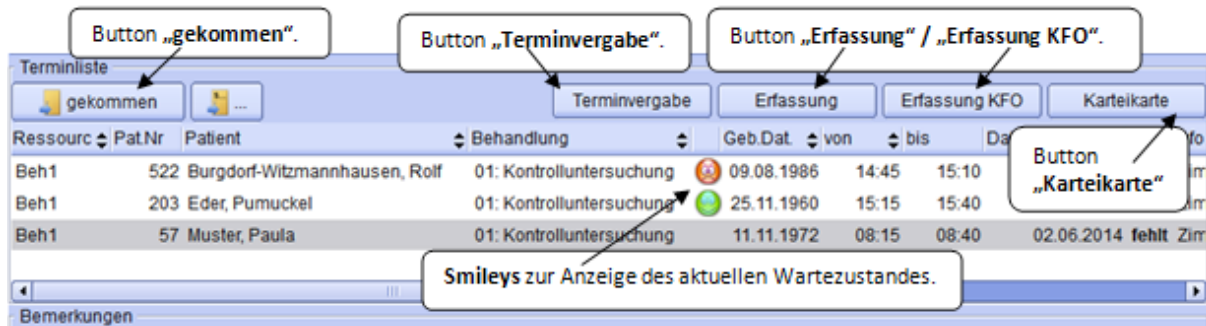 Button „gekommen“.
Button „Terminvergabe“.
Button „Erfassung“ / „Erfassung KFO“.
Terminliste
gekommen
...
Terminvergabe
Erfassung
Erfassung KFO
Karteikarte
Ressourc Pat.Nr Patient Behandlung Geb.Dat. von bis
Button
„Karteikarte“
Beh1 522 Burgdorf-Witzmannhausen, Rolf 01: Kontrolluntersuchung 09.08.1986 14:45 15:10
Beh1 203 Eder, Pumuckel 01: Kontrolluntersuchung 25.11.1960 15:15 15:40
Beh1 57 Muster, Paula 01: Kontrolluntersuchung 11.11.1972 08:15 08:40 02.06.2014 fehlt Zim
Smileys zur Anzeige des aktuellen Wartezustandes.
Bemerkungen